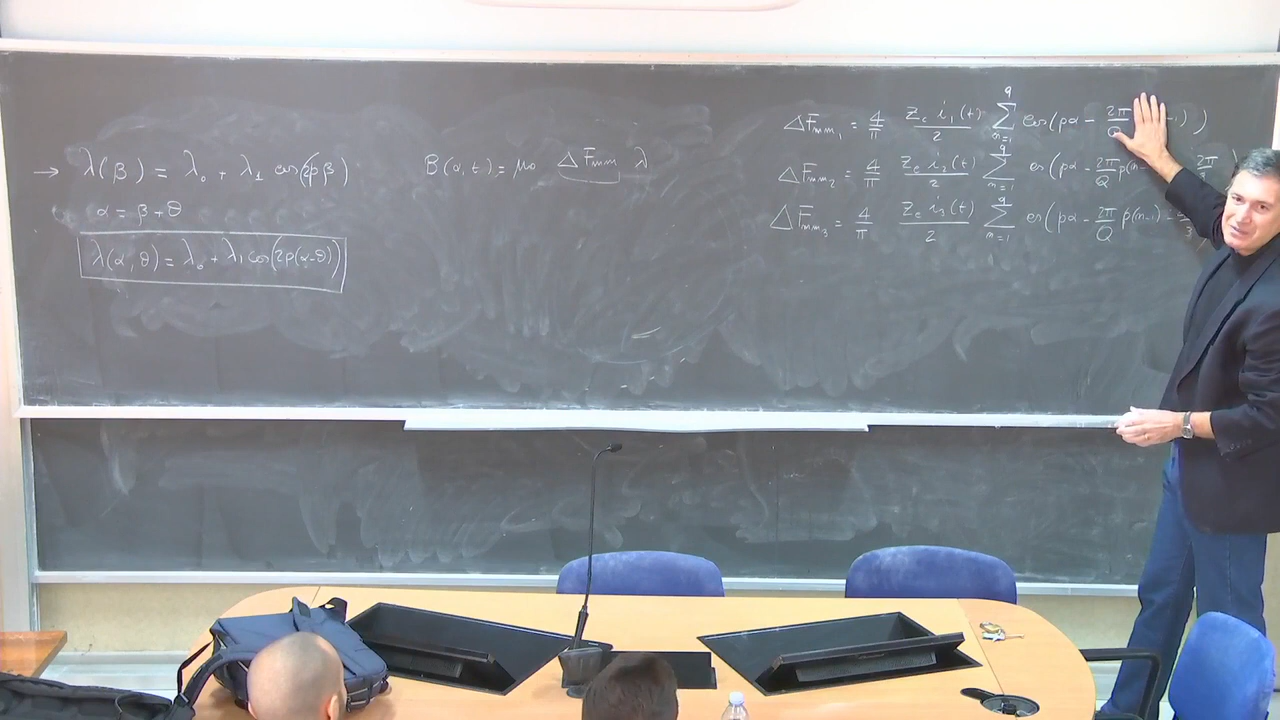 → λ(β) = λ₀ + λ₁ cos(2pβ)
α = β + ϑ
λ(α, ϑ) = λ₀ + λ₁ cos(2p(α-ϑ))
B(α, t) = μ₀ ΔFmm λ
ΔFmm₁ = 4/π Zc i₁(t)/2 Σ_{n=1}^{q} cos(pα - 2π/Q
ΔFmm₂ = 4/π Zc i₂(t)/2 Σ_{n=1}^{q} cos(pα - 2π/Q p(n- 2π
ΔFmm₃ = 4/π Zc i₃(t)/2 Σ_{n=1}^{q} cos(pα - 2π/Q p(n-1) -